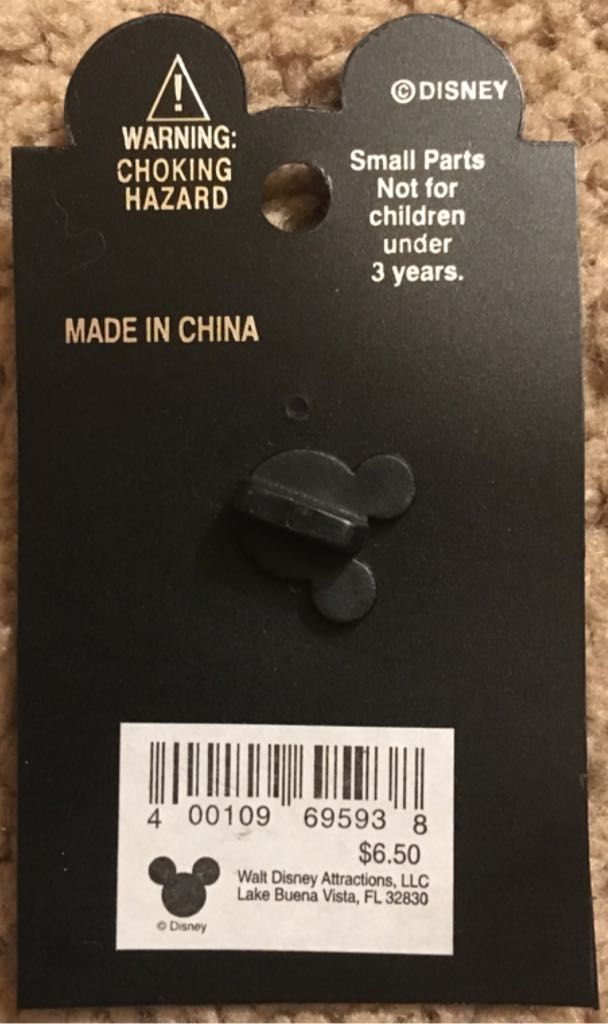 WARNING:
CHOKING
HAZARD
©DISNEY
Small Parts
Not for
children
under
3 years.
MADE IN CHINA
4 00109 69593 8
$6.50
Walt Disney Attractions, LLC
Lake Buena Vista, FL 32830
© Disney